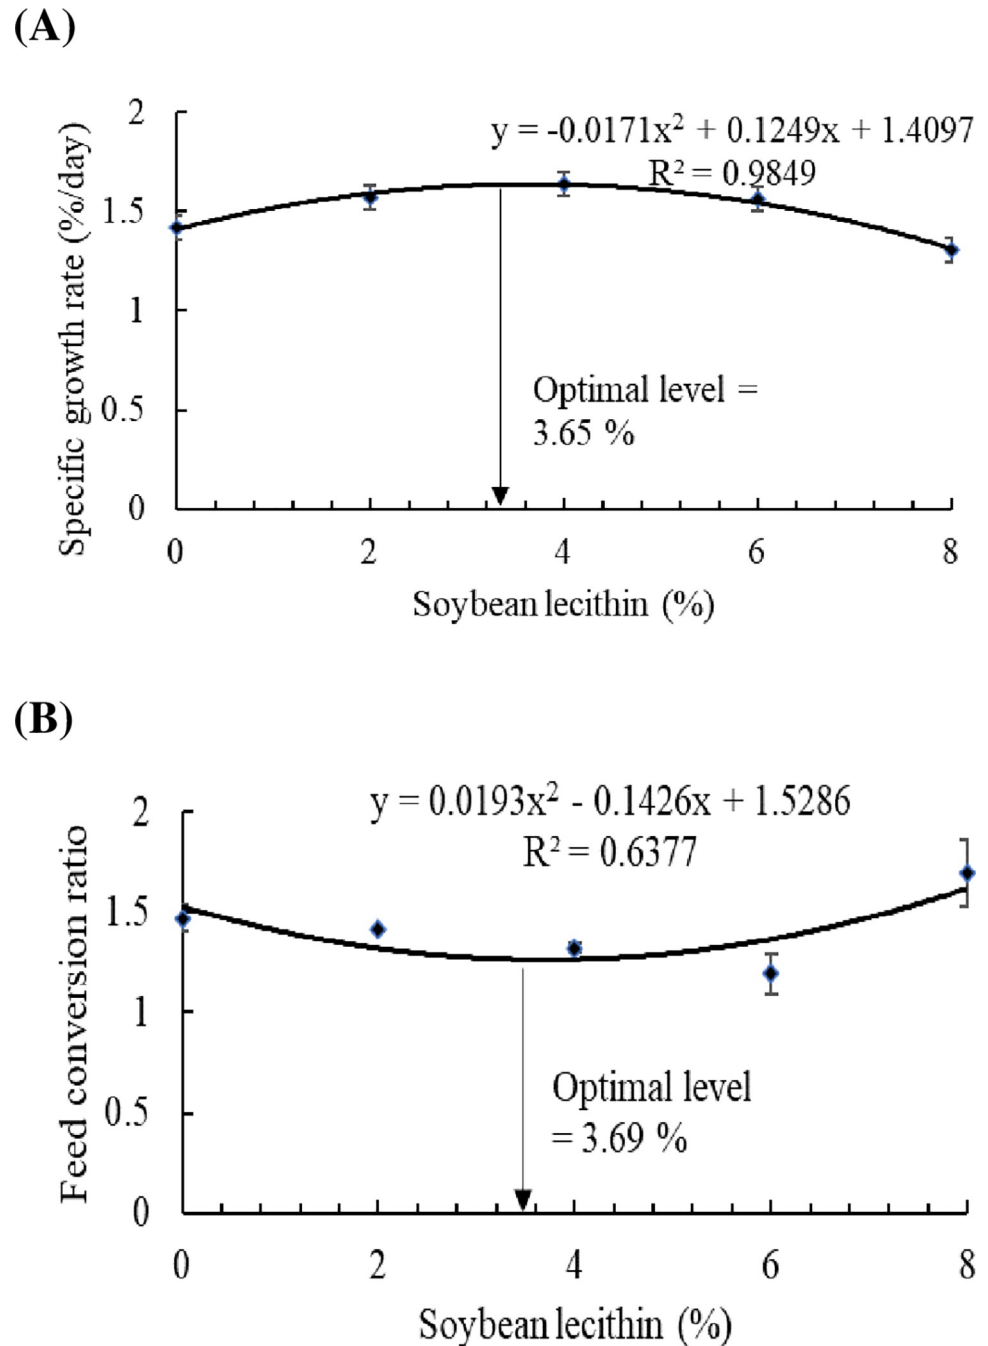 (A)
Specific growth rate (%/day)
2
1.5
1
0.5
0
y = -0.0171x² + 0.1249x + 1.4097
R² = 0.9849
Optimal level =
3.65 %
0 2 4 6 8
Soybean lecithin (%)
(B)
Feed conversion ratio
2
1.5
1
0.5
0
y = 0.0193x² - 0.1426x + 1.5286
R² = 0.6377
Optimal level
= 3.69 %
0 2 4 6 8
Soybean lecithin (%)